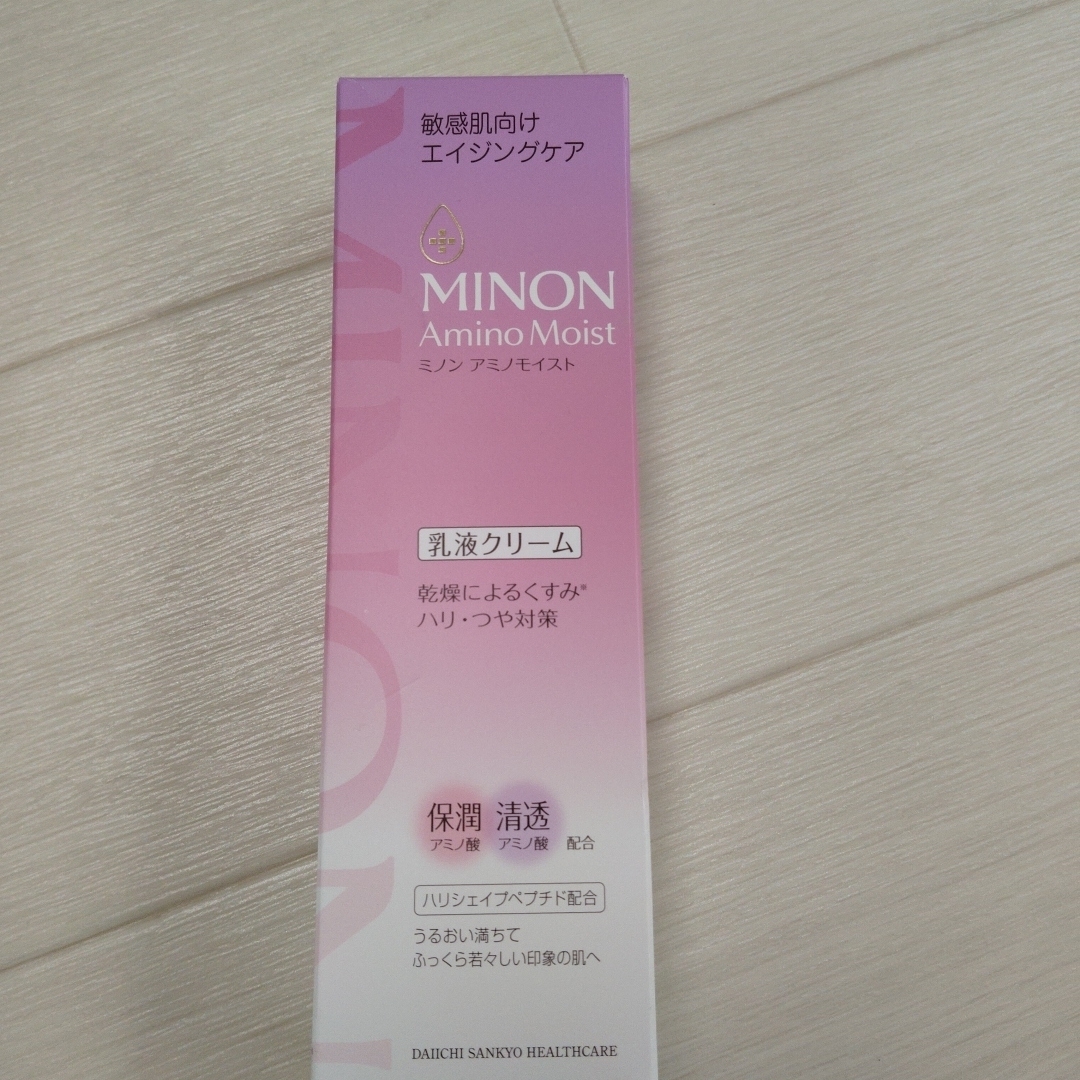 敏感肌向け
エイジングケア
MINON
Amino Moist
ミノン アミノモイスト
乳液クリーム
乾燥によるくすみ※
ハリ・つや対策
保潤 清透
アミノ酸 アミノ酸 配合
ハリシェイプペプチド配合
うるおい満ちて
ふっくら若々しい印象の肌へ
DAIICHI SANKYO HEALTHCARE
MINON